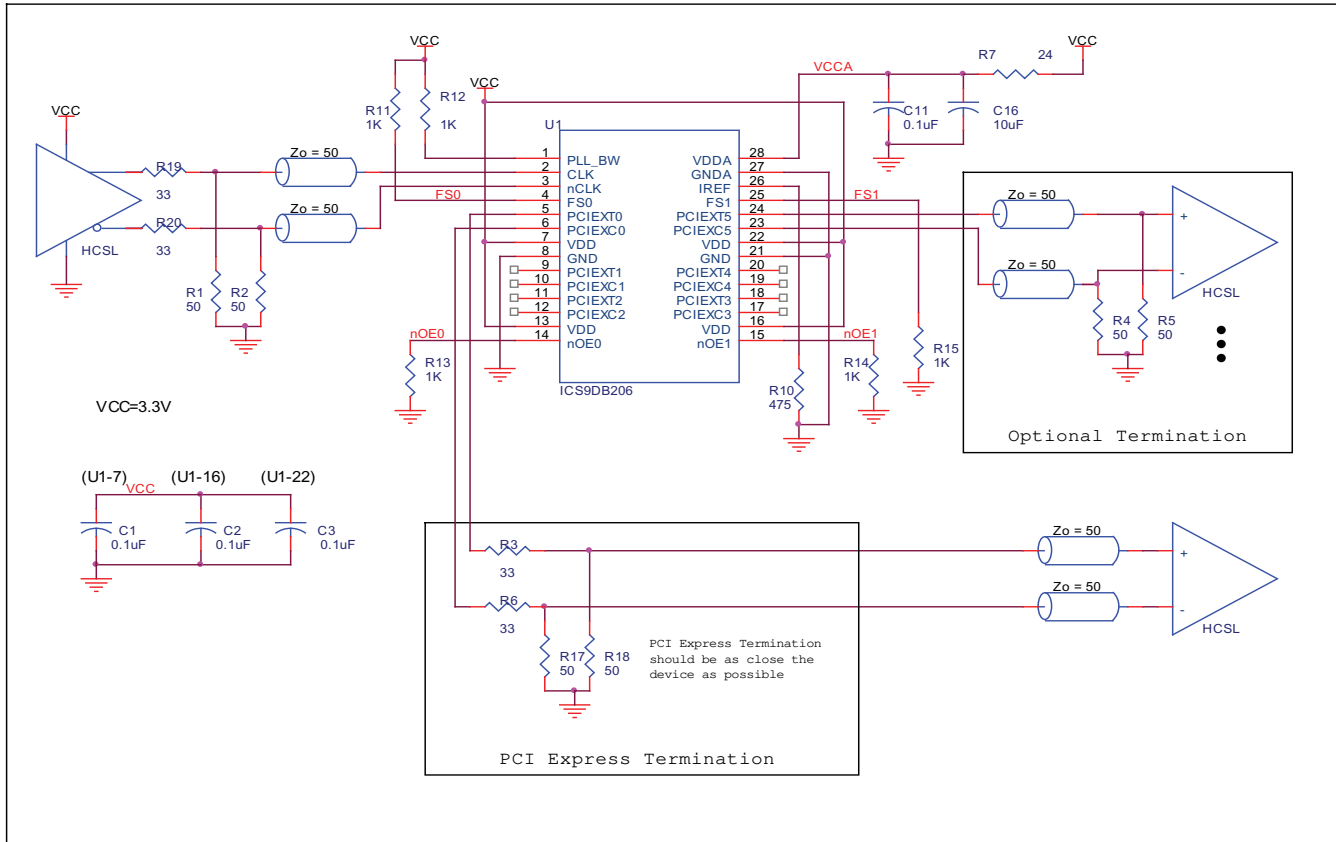 VCC
R11
1K
R12
1K
VCC
VCC
HCSL
R19
33
R20
33
R1
50
R2
50
Zo = 50
Zo = 50
FS0
nOE0
R13
1K
U1
1 PLL_BW
2 CLK
3 nCLK
4 FS0
5 PCIEXT0
6 PCIEXC0
7 VDD
8 GND
9 PCIEXT1
10 PCIEXC1
11 PCIEXT2
12 PCIEXC2
13 VDD
14 nOE0
VDDA 28
GNDA 27
IREF 26
FS1 25
PCIEXT5 24
PCIEXC5 23
VDD 22
GND 21
PCIEXT4 20
PCIEXC4 19
PCIEXT3 18
PCIEXC3 17
VDD 16
nOE1 15
ICS9DB206
VCCA
R7
24
VCC
C11
0.1uF
C16
10uF
FS1
nOE1
R10
475
R14
1K
R15
1K
Zo = 50
Zo = 50
+
-
HCSL
R4
50
R5
50
Optional Termination
VCC=3.3V
(U1-7)
(U1-16)
(U1-22)
VCC
C1
0.1uF
C2
0.1uF
C3
0.1uF
R3
33
R6
33
R17
50
R18
50
PCI Express Termination
should be as close the
device as possible
PCI Express Termination
Zo = 50
Zo = 50
+
-
HCSL